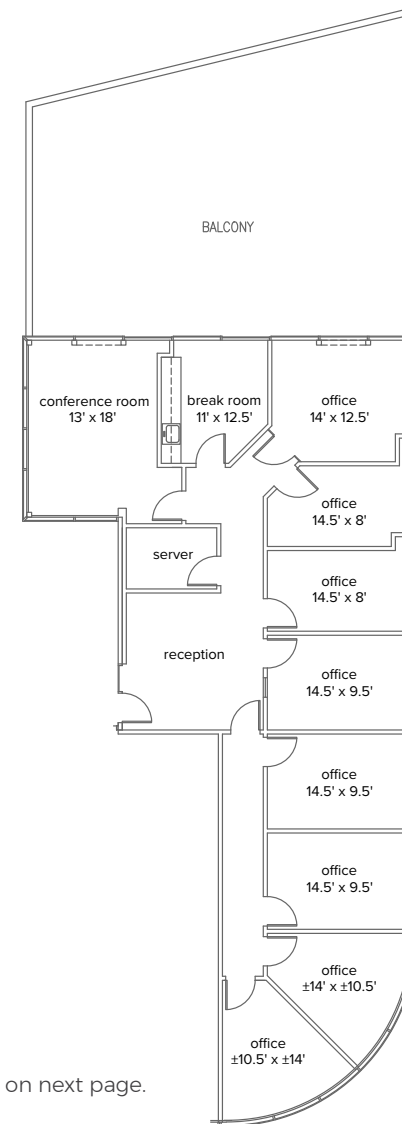 BALCONY
conference room
13' x 18'
break room
11' x 12.5'
office
14' x 12.5'
office
14.5' x 8'
server
office
14.5' x 8'
reception
office
14.5' x 9.5'
office
14.5' x 9.5'
office
14.5' x 9.5'
office
±14' x ±10.5'
office
±10.5' x ±14'
on next page.